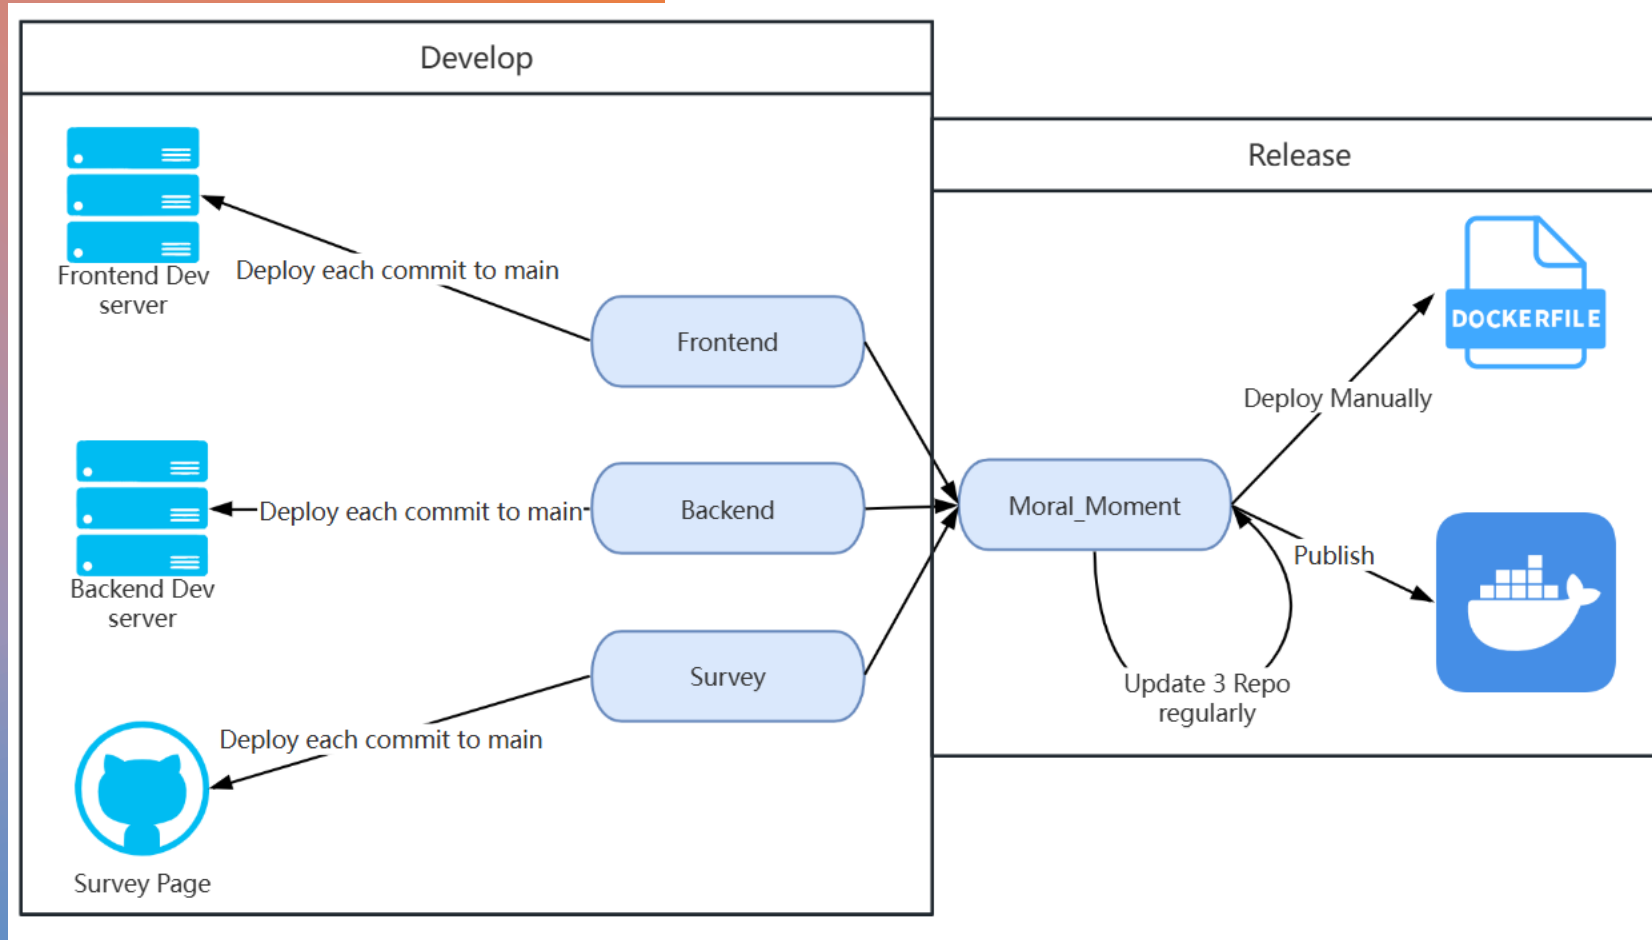 Develop
Release
Frontend Dev
server
Deploy each commit to main
Frontend
DOCKERFILE
Deploy Manually
Backend Dev
server
Deploy each commit to main
Backend
Moral_Moment
Publish
Survey
Update 3 Repo
regularly
Deploy each commit to main
Survey Page